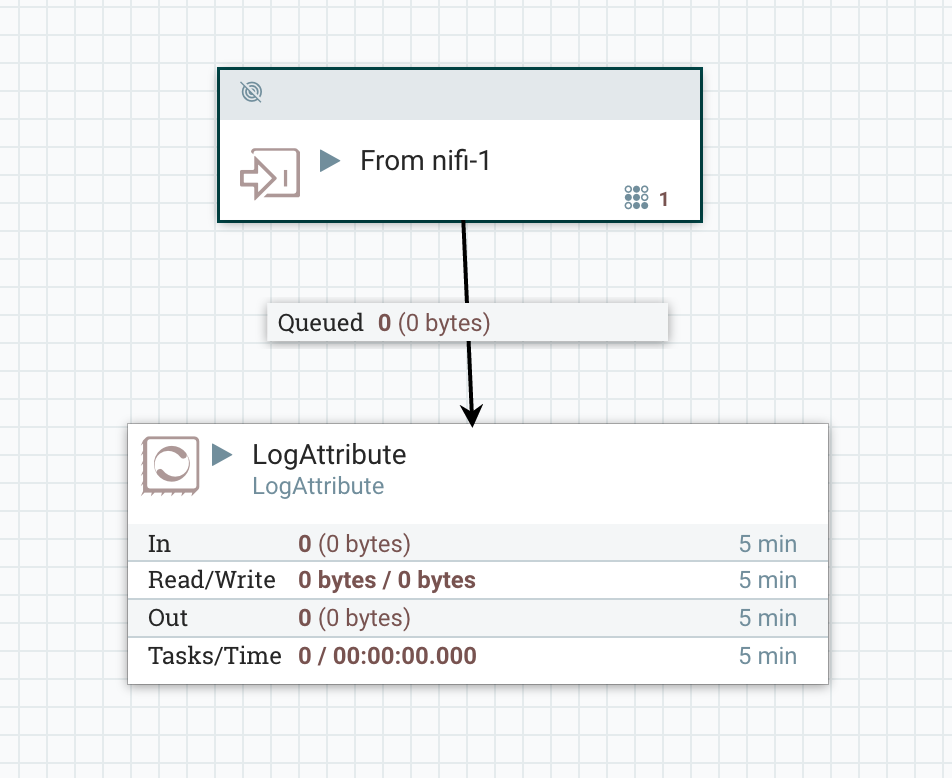 From nifi-1
1
Queued 0 (0 bytes)
LogAttribute
LogAttribute
In 0 (0 bytes) 5 min
Read/Write 0 bytes / 0 bytes 5 min
Out 0 (0 bytes) 5 min
Tasks/Time 0 / 00:00:00.000 5 min